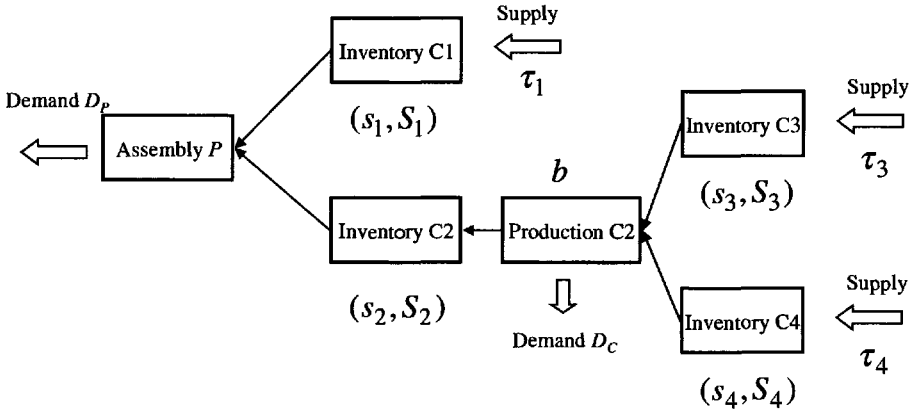 Supply
Inventory C1
τ₁
Demand D_P
(s₁, S₁)
Supply
Assembly P
Inventory C3
τ₃
b
(s₃, S₃)
Inventory C2
Production C2
Supply
(s₂, S₂)
Inventory C4
Demand D_C
τ₄
(s₄, S₄)